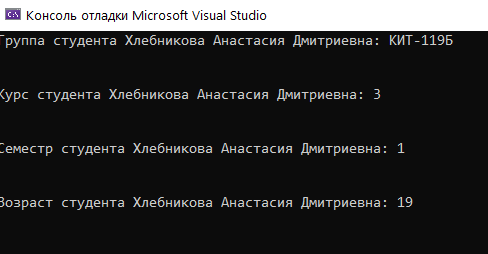 Консоль отладки Microsoft Visual Studio
Группа студента Хлебникова Анастасия Дмитриевна: КИТ-119Б
Курс студента Хлебникова Анастасия Дмитриевна: 3
Семестр студента Хлебникова Анастасия Дмитриевна: 1
Возраст студента Хлебникова Анастасия Дмитриевна: 19